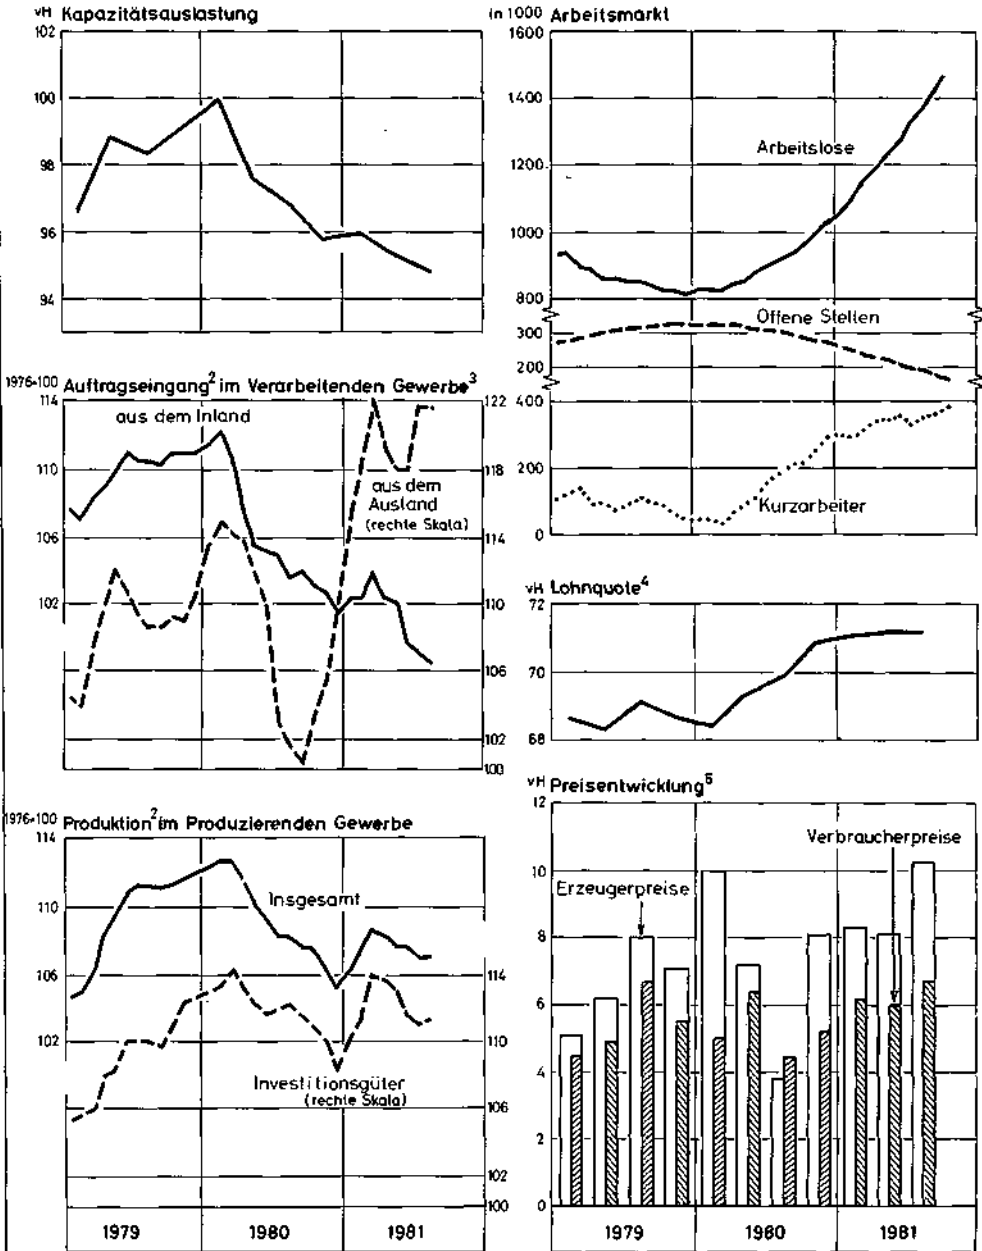 vH Kapazitätsauslastung
102
100
98
96
94
1976=100 Auftragseingang² im Verarbeitenden Gewerbe³
114
110
106
102
122
118
114
110
106
102
100
aus dem Inland
aus dem
Ausland
(rechte Skala)
1976=100 Produktion² im Produzierenden Gewerbe
114
110
106
102
114
110
106
102
100
Insgesamt
Investitionsgüter
(rechte Skala)
1979 1980 1981
(in 1000 Arbeitsmarkt
1600
1400
1200
1000
800
300
200
400
200
0
Arbeitslose
Offene Stellen
Kurzarbeiter
vH Lohnquote⁴
72
70
68
vH Preisentwicklung⁵
12
10
8
6
4
2
0
Verbraucherpreise
Erzeugerpreise
1979 1980 1981